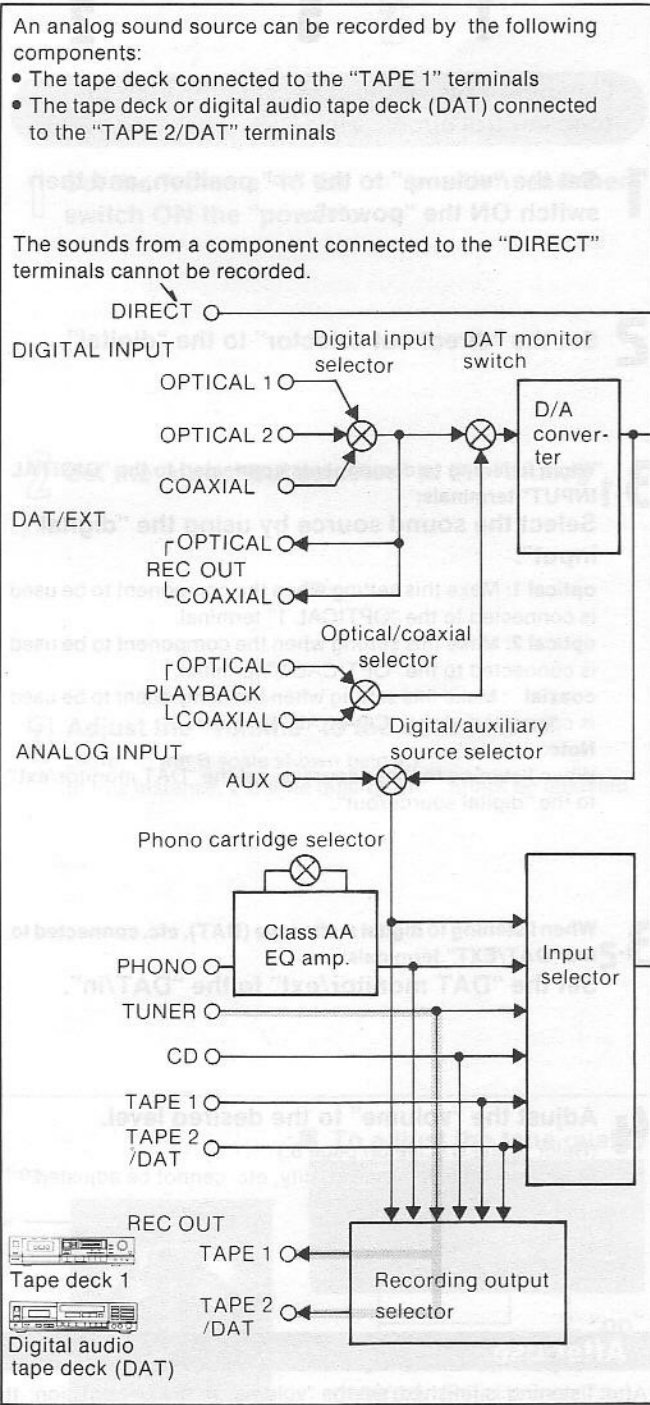 An analog sound source can be recorded by the following
components:
• The tape deck connected to the "TAPE 1" terminals
• The tape deck or digital audio tape deck (DAT) connected
to the "TAPE 2/DAT" terminals
The sounds from a component connected to the "DIRECT"
terminals cannot be recorded.
DIRECT
DIGITAL INPUT
Digital input
selector
DAT monitor
switch
OPTICAL 1
OPTICAL 2
COAXIAL
D/A
conver-
ter
DAT/EXT
OPTICAL
REC OUT
COAXIAL
Optical/coaxial
selector
OPTICAL
PLAYBACK
COAXIAL
Digital/auxiliary
source selector
ANALOG INPUT
AUX
Phono cartridge selector
Class AA
EQ amp.
PHONO
Input
selector
TUNER
CD
TAPE 1
TAPE 2
/DAT
REC OUT
TAPE 1
Tape deck 1
TAPE 2
/DAT
Recording output
selector
Digital audio
tape deck (DAT)